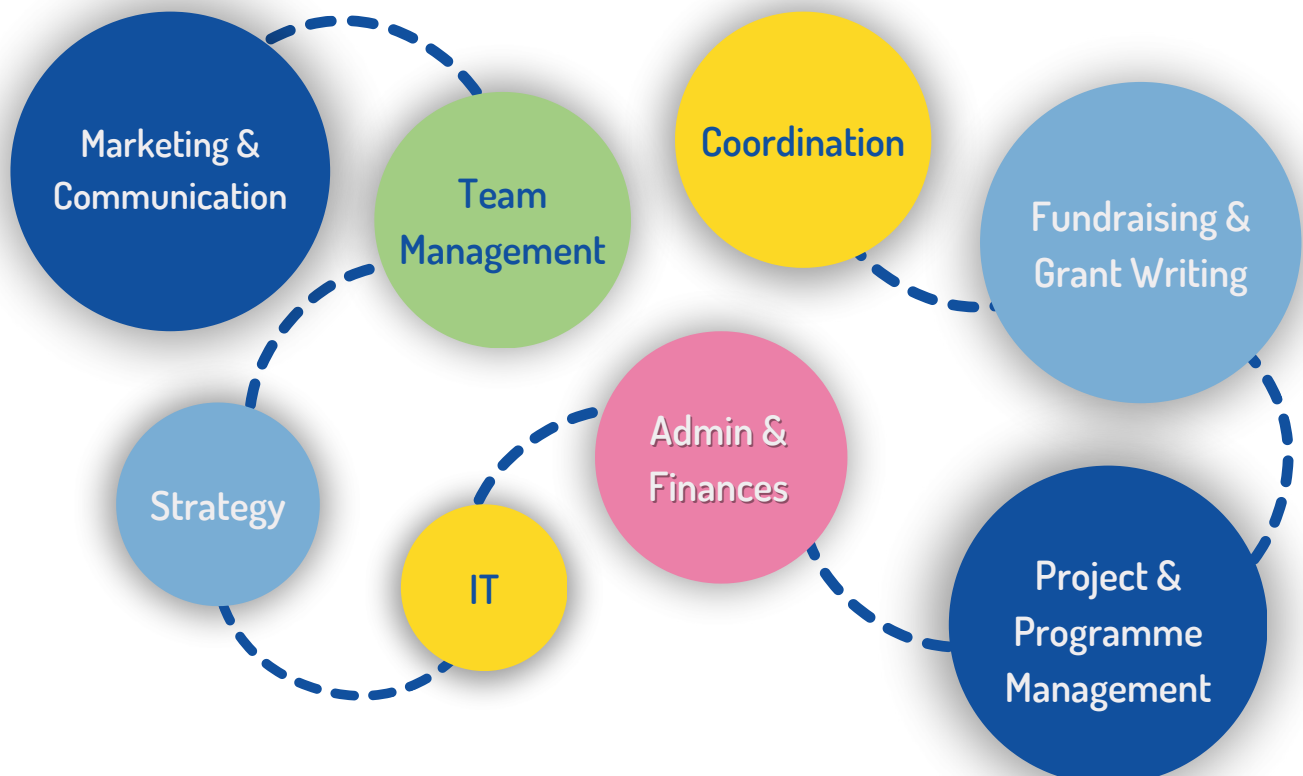 Marketing &
Communication
Team
Management
Coordination
Fundraising &
Grant Writing
Strategy
IT
Admin &
Finances
Project &
Programme
Management